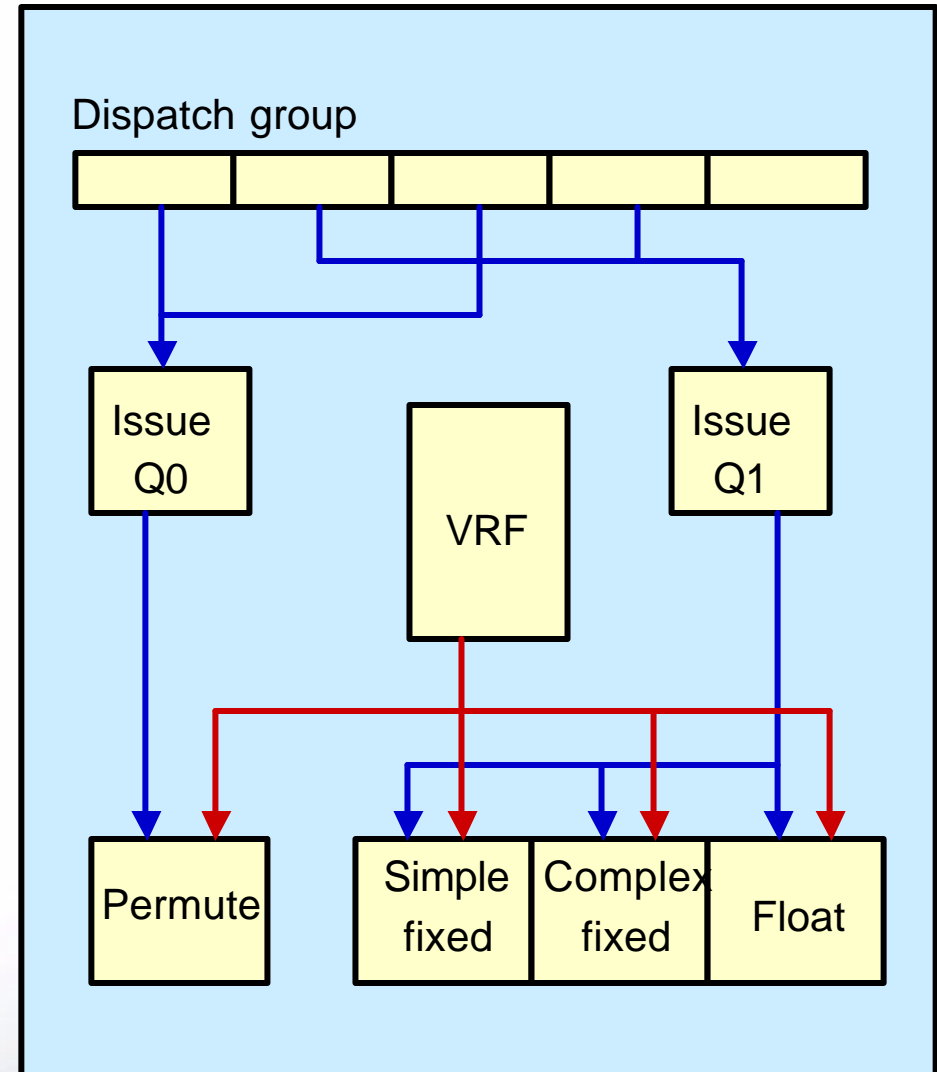 Dispatch group
Issue
Q0
VRF
Issue
Q1
Permute
Simple
fixed
Complex
fixed
Float